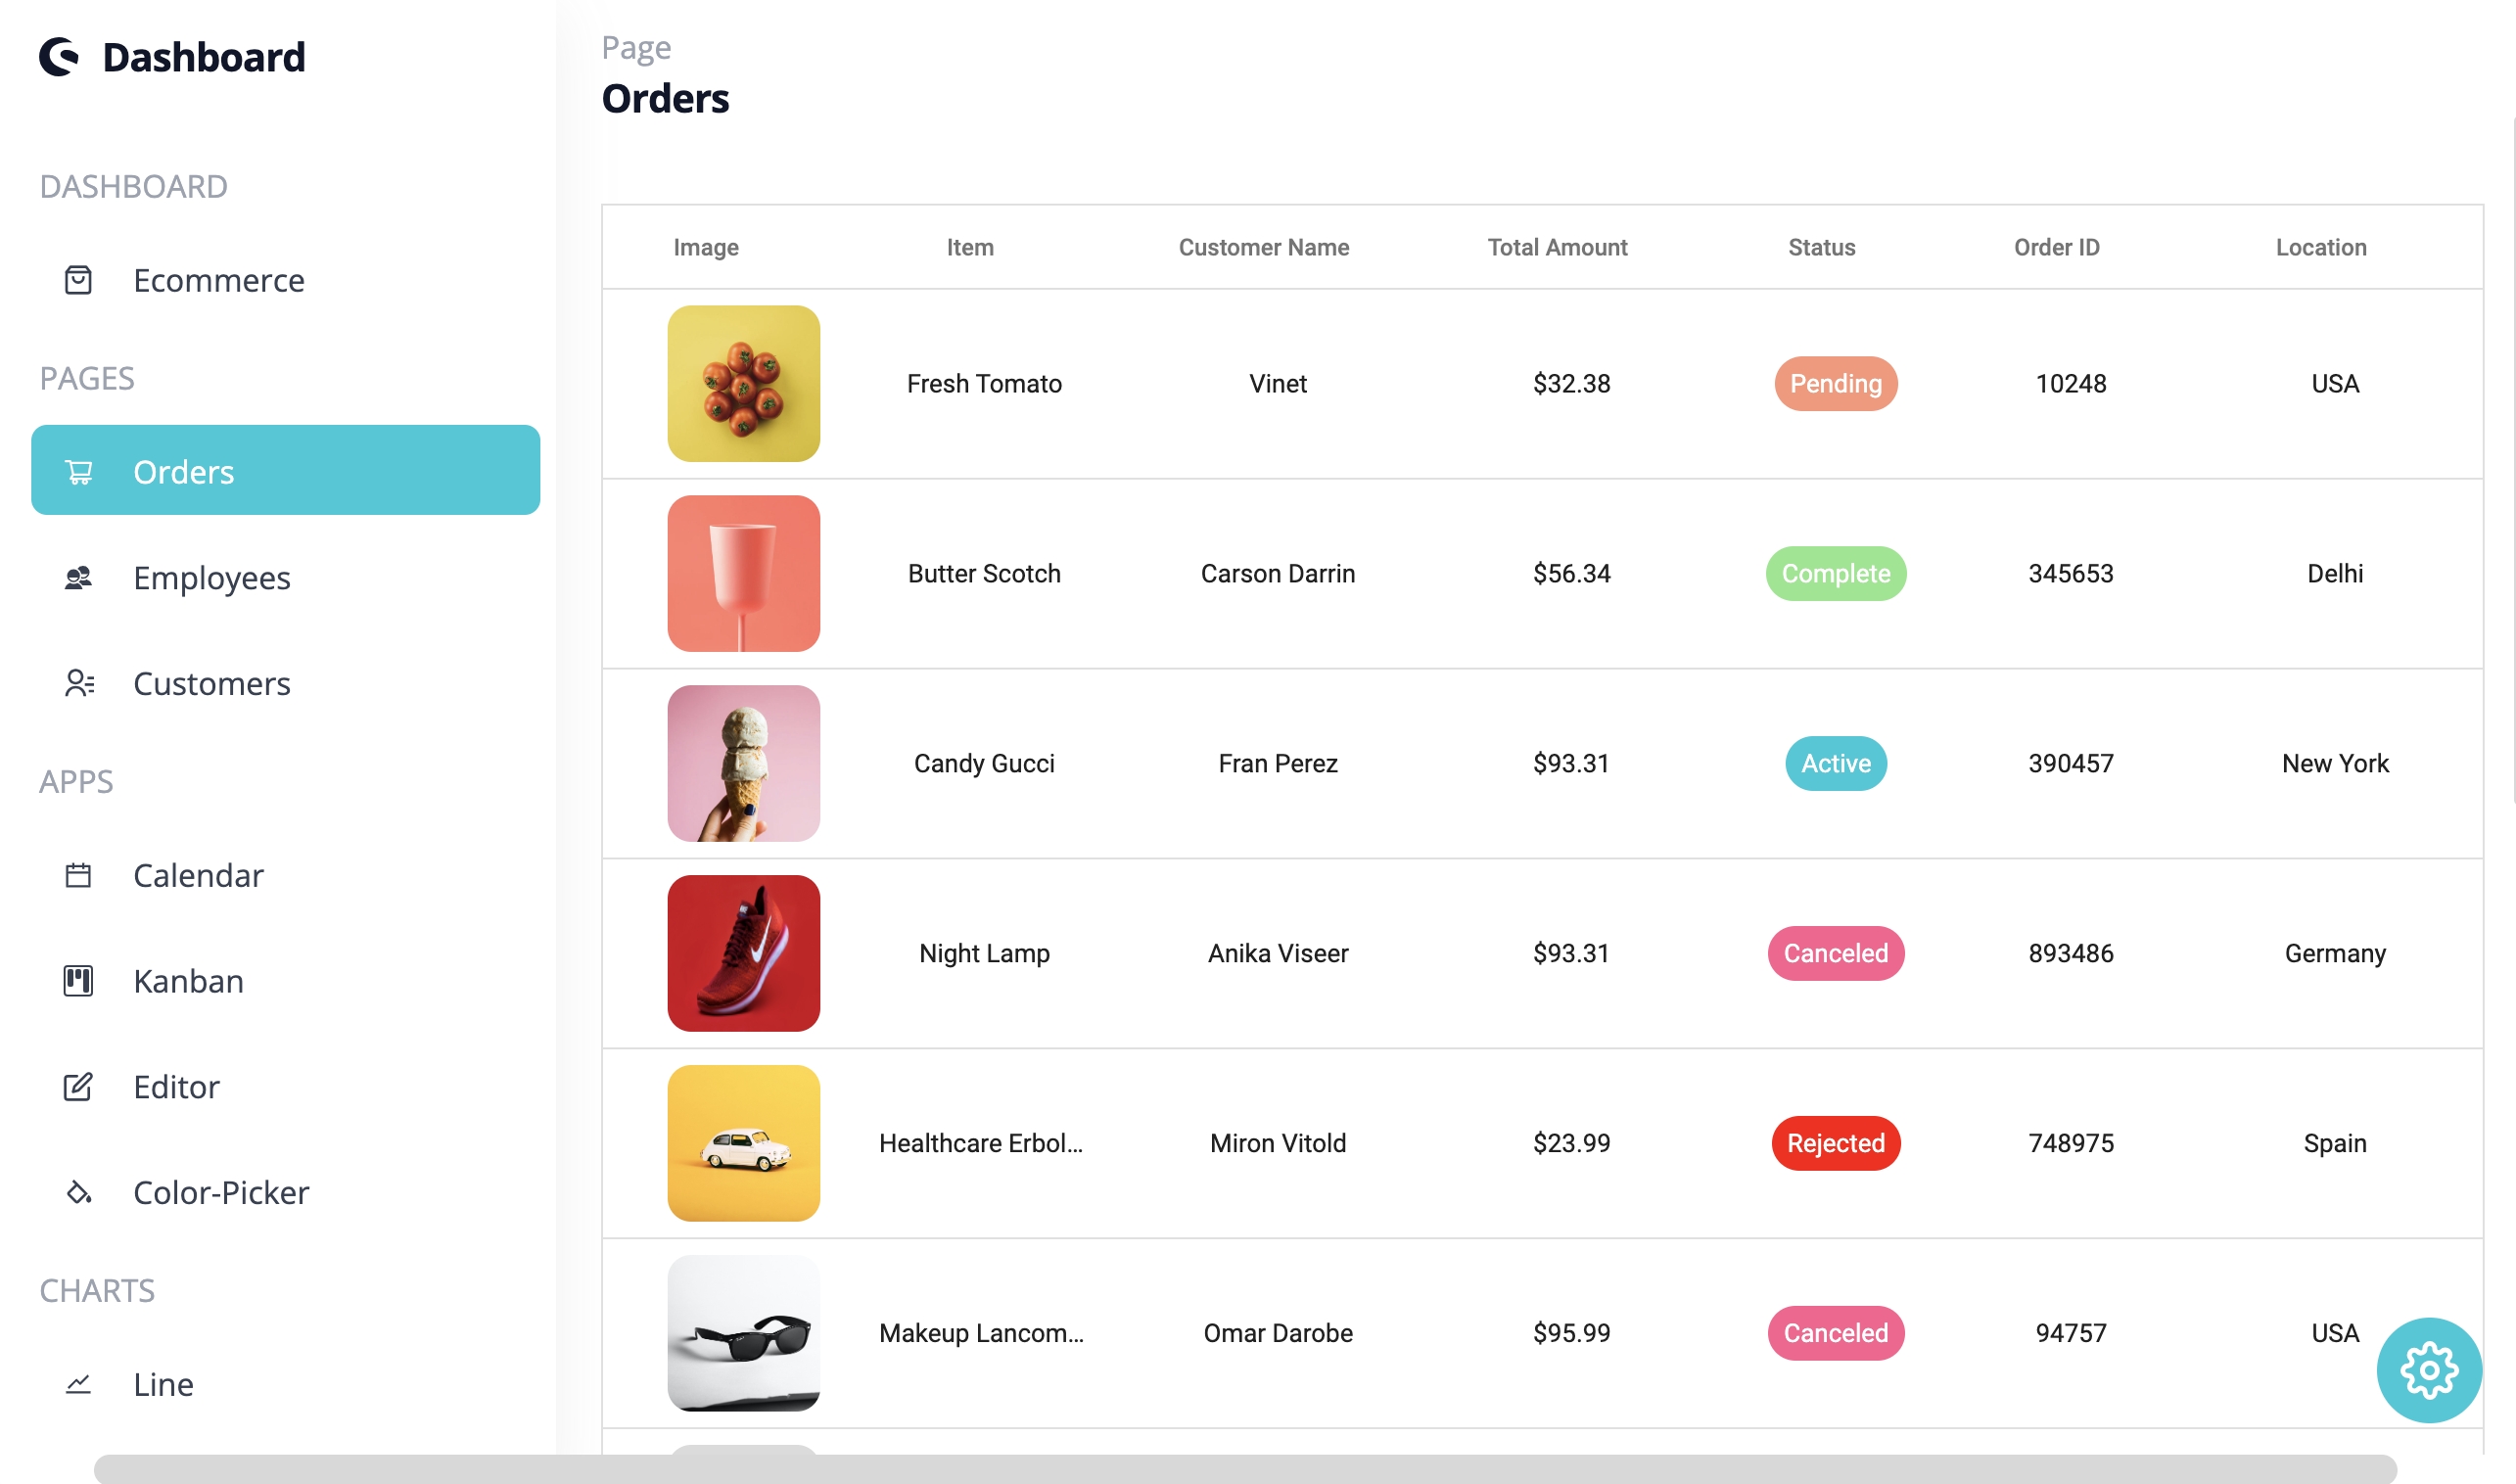 Dashboard
DASHBOARD
Ecommerce
PAGES
Orders
Employees
Customers
APPS
Calendar
Kanban
Editor
Color-Picker
CHARTS
Line
Page
Orders
Image Item Customer Name Total Amount Status Order ID Location
Fresh Tomato Vinet $32.38 Pending 10248 USA
Butter Scotch Carson Darrin $56.34 Complete 345653 Delhi
Candy Gucci Fran Perez $93.31 Active 390457 New York
Night Lamp Anika Viseer $93.31 Canceled 893486 Germany
Healthcare Erbol... Miron Vitold $23.99 Rejected 748975 Spain
Makeup Lancom... Omar Darobe $95.99 Canceled 94757 USA